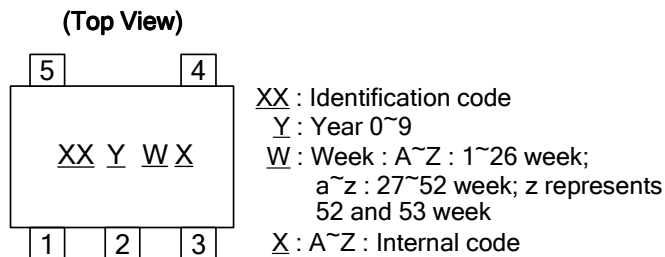 (Top View)
5 4
XX Y W X
1 2 3
XX : Identification code
Y : Year 0~9
W : Week : A~Z : 1~26 week;
a~z : 27~52 week; z represents
52 and 53 week
X : A~Z : Internal code